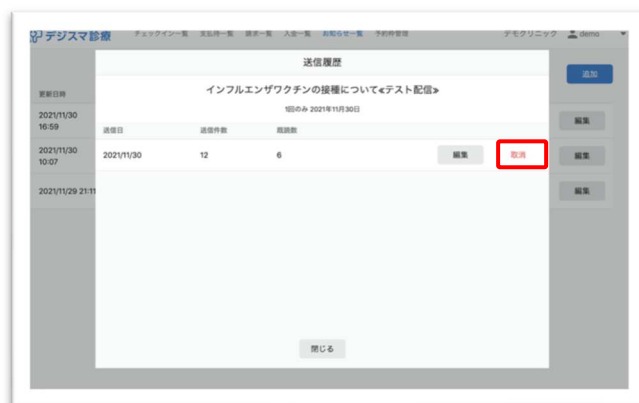 デジスマ診療 チェックイン一覧 支払待一覧 請求一覧 入金一覧 お知らせ一覧 予約枠管理 デモクリニック demo
送信履歴
追加
インフルエンザワクチンの接種について≪テスト配信≫
更新日時
1回のみ 2021年11月30日
2021/11/30
16:59
編集
送信日 送信件数 既読数
2021/11/30
10:07
2021/11/30 12 6 編集 取消 編集
2021/11/29 21:11 編集
閉じる